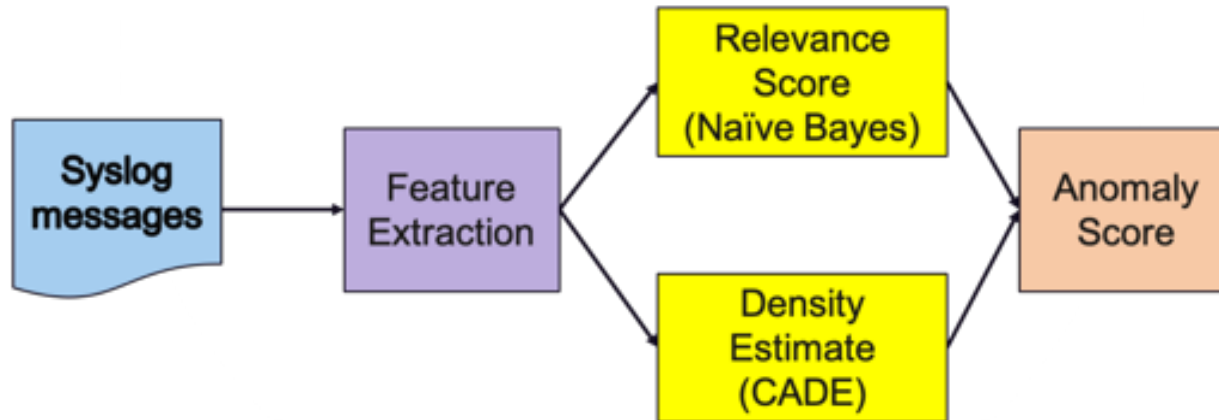 Syslog
messages
Feature
Extraction
Relevance
Score
(Naïve Bayes)
Density
Estimate
(CADE)
Anomaly
Score